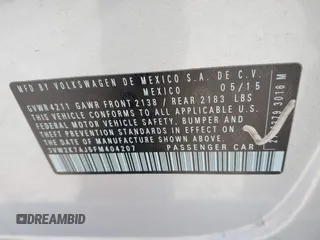 MFD BY VOLKSWAGEN DE MEXICO S.A. DE C.V.
MEXICO 05/15
GVWR 4211 GAWR FRONT 2138 / REAR 2183 LBS
THIS VEHICLE CONFORMS TO ALL APPLICABLE U.S.
FEDERAL MOTOR VEHICLE SAFETY, BUMPER AND
THEFT PREVENTION STANDARDS IN EFFECT ON THE
DATE OF MANUFACTURE SHOWN ABOVE.
3VW2K7AJ5FM404207 PASSENGER CAR
3016 M
DREAMBID